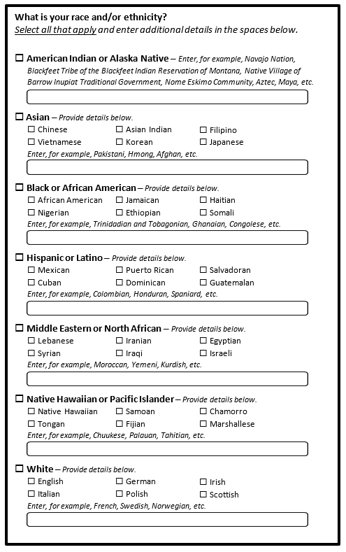 What is your race and/or ethnicity?
Select all that apply and enter additional details in the spaces below.
American Indian or Alaska Native – Enter, for example, Navajo Nation,
Blackfeet Tribe of the Blackfeet Indian Reservation of Montana, Native Village of
Barrow Inupiat Traditional Government, Nome Eskimo Community, Aztec, Maya, etc.
Asian – Provide details below.
Chinese Asian Indian Filipino
Vietnamese Korean Japanese
Enter, for example, Pakistani, Hmong, Afghan, etc.
Black or African American – Provide details below.
African American Jamaican Haitian
Nigerian Ethiopian Somali
Enter, for example, Trinidadian and Tobagonian, Ghanaian, Congolese, etc.
Hispanic or Latino – Provide details below.
Mexican Puerto Rican Salvadoran
Cuban Dominican Guatemalan
Enter, for example, Colombian, Honduran, Spaniard, etc.
Middle Eastern or North African – Provide details below.
Lebanese Iranian Egyptian
Syrian Iraqi Israeli
Enter, for example, Moroccan, Yemeni, Kurdish, etc.
Native Hawaiian or Pacific Islander – Provide details below.
Native Hawaiian Samoan Chamorro
Tongan Fijian Marshallese
Enter, for example, Chuukese, Palauan, Tahitian, etc.
White – Provide details below.
English German Irish
Italian Polish Scottish
Enter, for example, French, Swedish, Norwegian, etc.